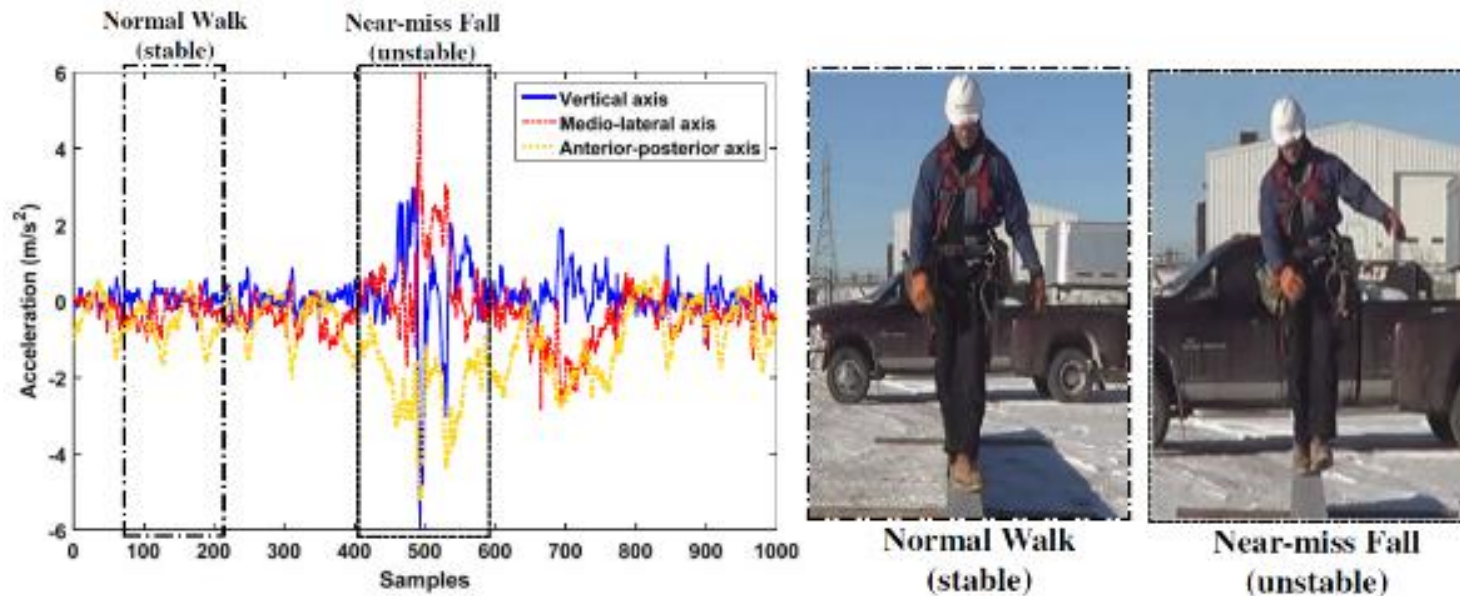 Normal Walk
(stable)
Near-miss Fall
(unstable)
6
4
2
0
-2
-4
-6
Acceleration (m/s²)
Vertical axis
Medio-lateral axis
Anterior-posterior axis
0 100 200 300 400 500 600 700 800 900 1000
Samples
Normal Walk
(stable)
Near-miss Fall
(unstable)